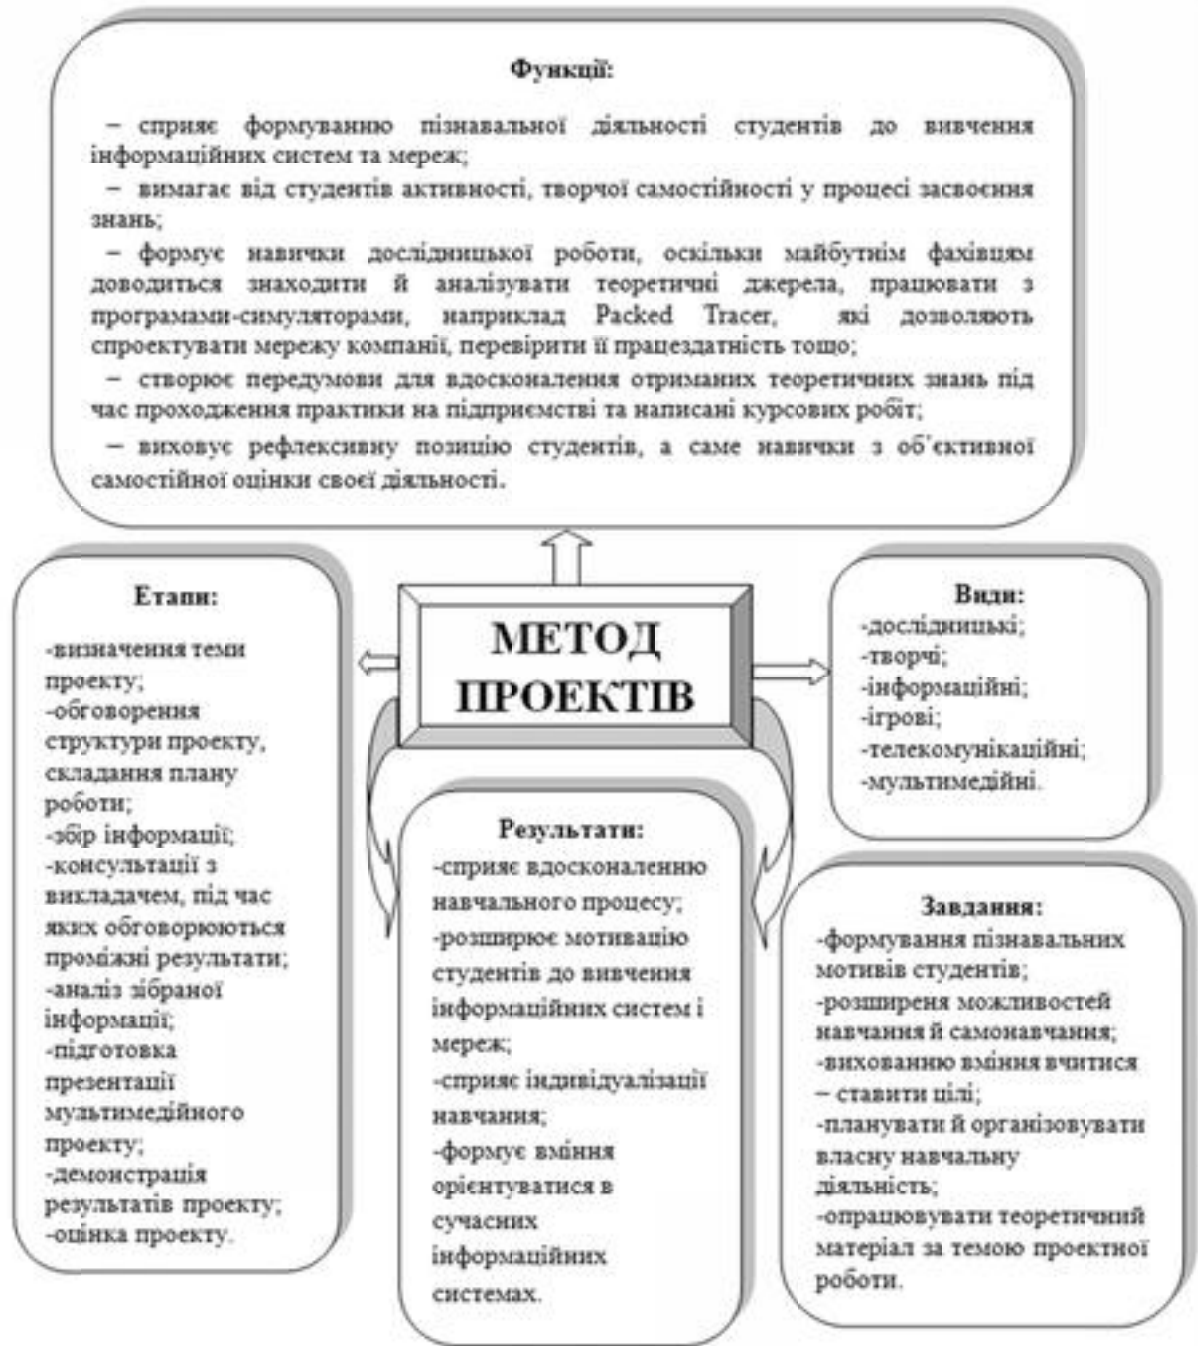 Функції:
– сприяє формуванню пізнавальної діяльності студентів до вивчення
інформаційних систем та мереж;
– вимагає від студентів активності, творчої самостійності у процесі засвоєння
знань;
– формує навички дослідницької роботи, оскільки майбутнім фахівцям
доводиться знаходити й аналізувати теоретичні джерела, працювати з
програмами-симуляторами, наприклад Packed Tracer, які дозволяють
спроектувати мережу компанії, перевірити її працездатність тощо;
– створює передумови для вдосконалення отриманих теоретичних знань під
час проходження практики на підприємстві та написані курсових робіт;
– виховує рефлексивну позицію студентів, а саме навички з об’єктивної
самостійної оцінки своєї діяльності.
МЕТОД
ПРОЕКТІВ
Етапи:
-визначення теми
проекту;
-обговорення
структури проекту,
складання плану
роботи;
-збір інформації;
-консультації з
викладачем, під час
яких обговорюються
проміжні результати;
-аналіз зібраної
інформації;
-підготовка
презентації
мультимедійного
проекту;
-демонстрація
результатів проекту;
-оцінка проекту.
Результати:
-сприяє вдосконаленню
навчального процесу;
-розширює мотивацію
студентів до вивчення
інформаційних систем і
мереж;
-сприяє індивідуалізації
навчання;
-формує вміння
орієнтуватися в
сучасних
інформаційних
системах.
Види:
-дослідницькі;
-творчі;
-інформаційні;
-ігрові;
-телекомунікаційні;
-мультимедійні.
Завдання:
-формування пізнавальних
мотивів студентів;
-розширеня можливостей
навчання й самонавчання;
-вихованню вміння вчитися
– ставити цілі;
-планувати й організовувати
власну навчальну
діяльність;
-опрацьовувати теоретичний
матеріал за темою проектної
роботи.